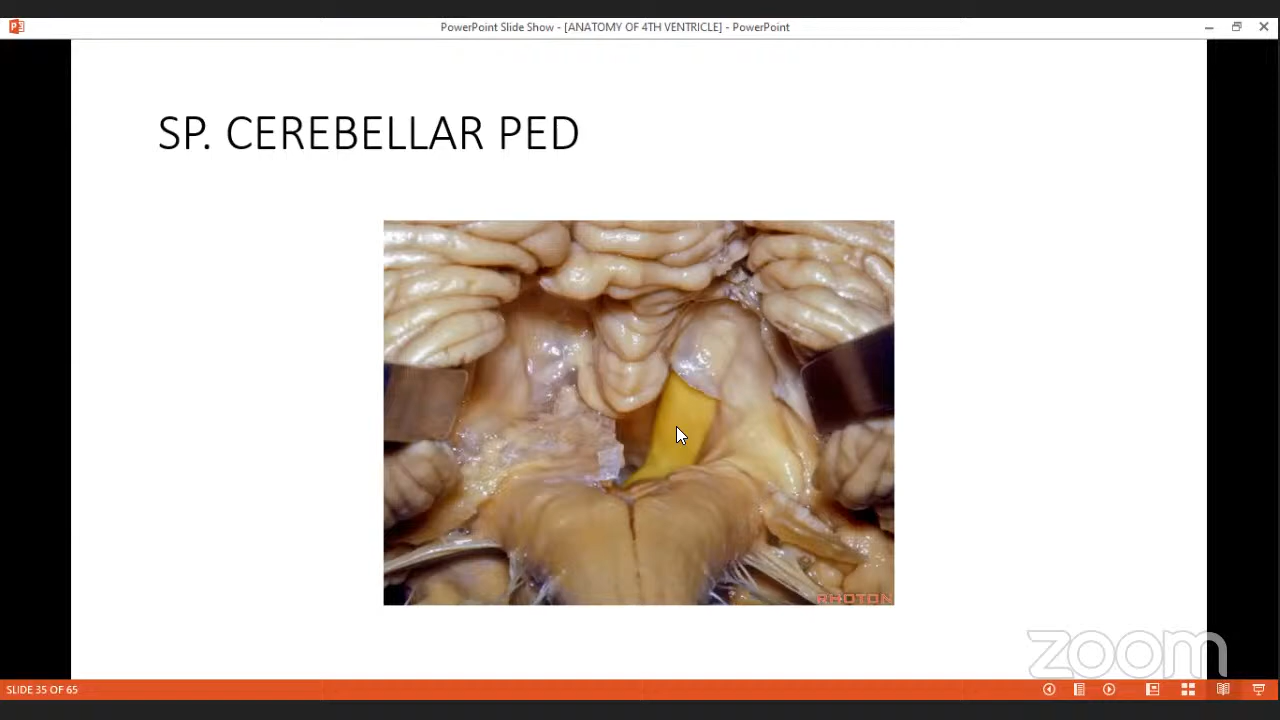 PowerPoint Slide Show - [ANATOMY OF 4TH VENTRICLE] - PowerPoint
SP. CEREBELLAR PED
RHOTON
zoom
SLIDE 35 OF 65